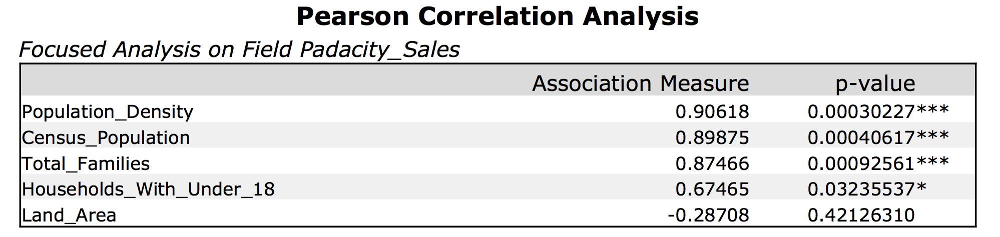 Pearson Correlation Analysis
Focused Analysis on Field Padacity_Sales
Association Measure p-value
Population_Density 0.90618 0.00030227***
Census_Population 0.89875 0.00040617***
Total_Families 0.87466 0.00092561***
Households_With_Under_18 0.67465 0.03235537*
Land_Area -0.28708 0.42126310